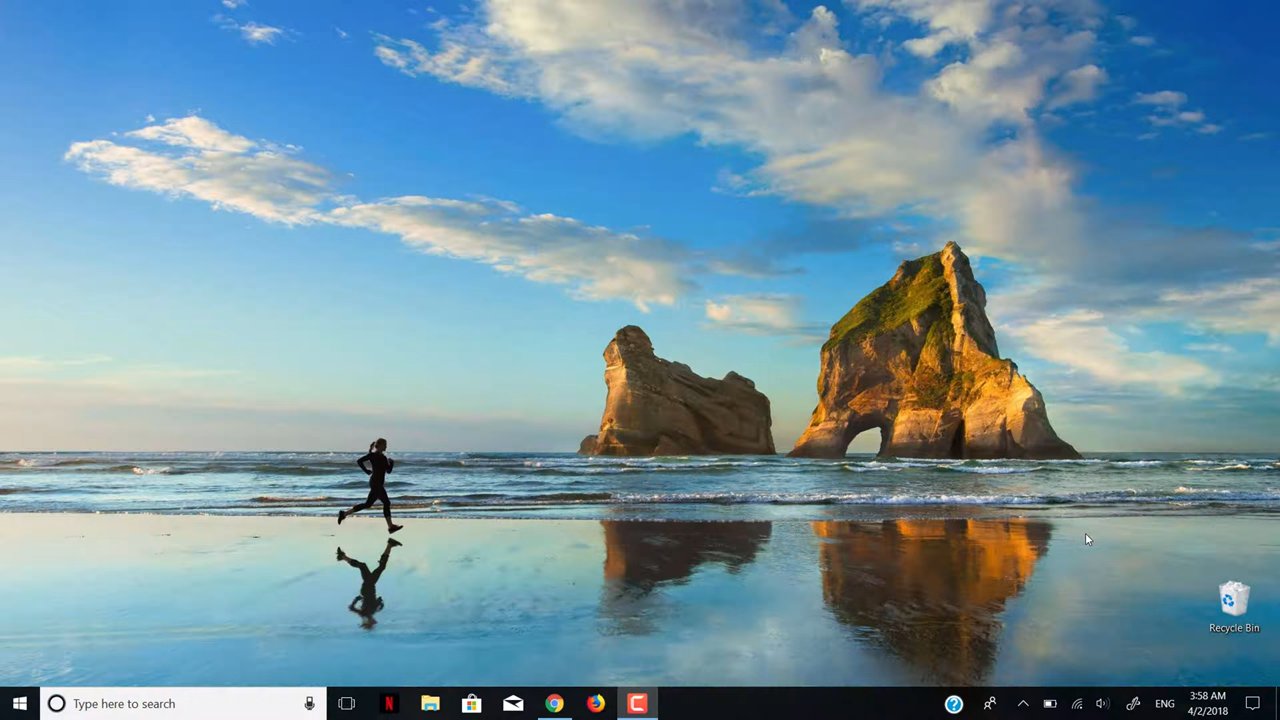 Recycle Bin
Type here to search
N
C
?
ENG
3:58 AM
4/2/2018